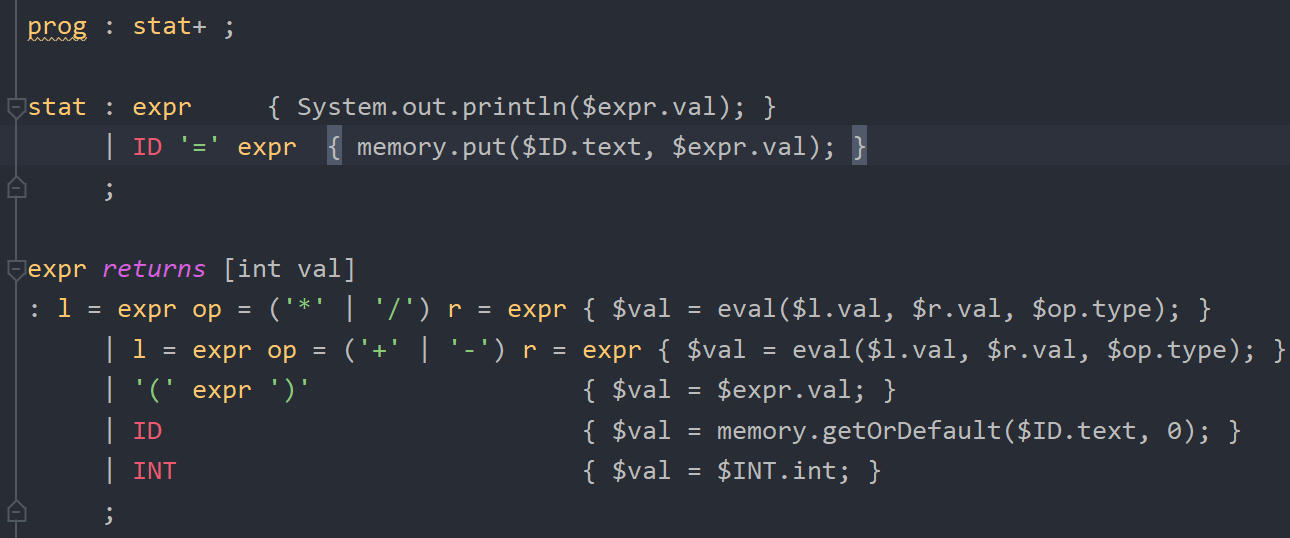 prog : stat+ ;
stat : expr     { System.out.println($expr.val); }
     | ID '=' expr  { memory.put($ID.text, $expr.val); }
     ;
expr returns [int val]
: l = expr op = ('*' | '/') r = expr { $val = eval($l.val, $r.val, $op.type); }
     | l = expr op = ('+' | '-') r = expr { $val = eval($l.val, $r.val, $op.type); }
     | '(' expr ')'                  { $val = $expr.val; }
     | ID                            { $val = memory.getOrDefault($ID.text, 0); }
     | INT                           { $val = $INT.int; }
     ;